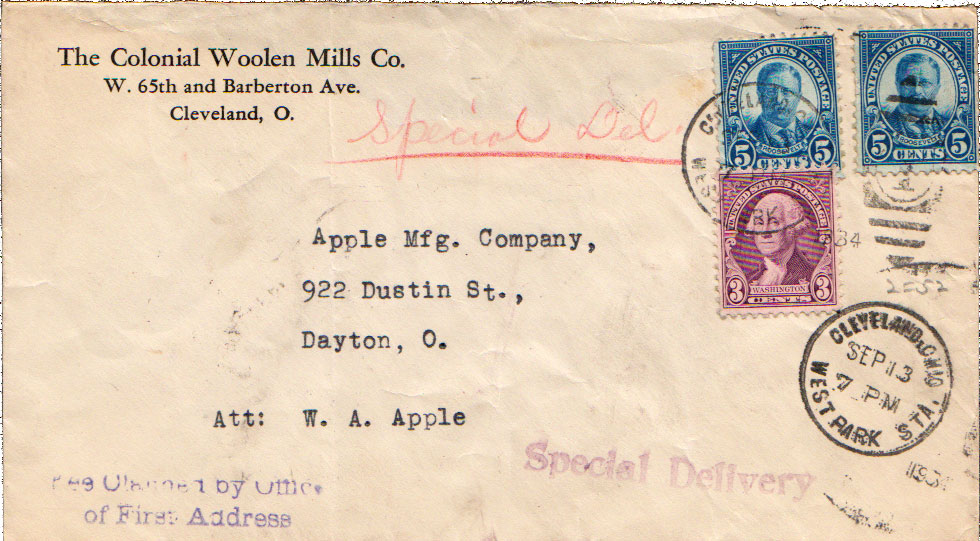 The Colonial Woolen Mills Co.
W. 65th and Barberton Ave.
Cleveland, O.
Special Del.
UNITED STATES POSTAGE
ROOSEVELT
5 5
UNITED STATES POSTAGE
ROOSEVELT
5 CENTS 5
UNITED STATES POSTAGE
WASHINGTON
3 3
Apple Mfg. Company,
922 Dustin St.,
Dayton, O.
Att: W. A. Apple
CLEVELAND, OHIO
SEP 13
7 PM
WEST PARK STA.
Special Delivery
by Office
of First Address